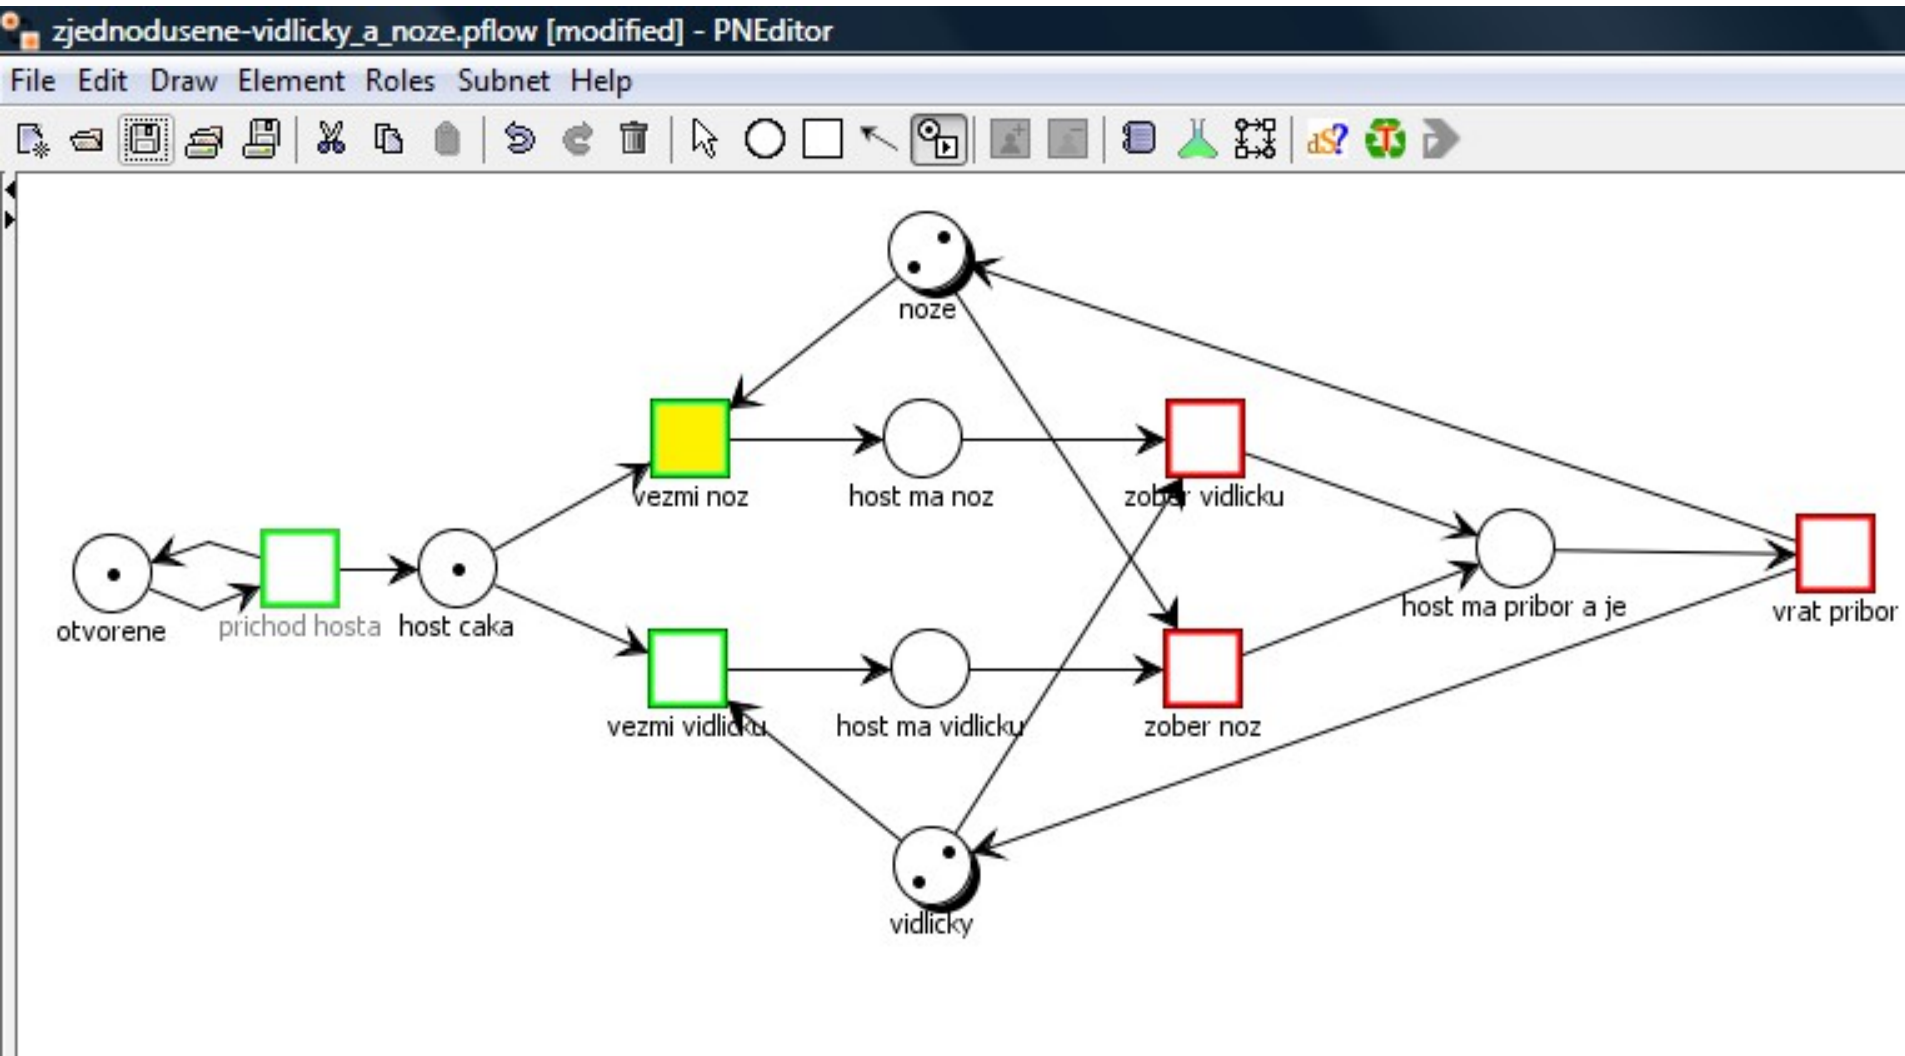 zjednodusene-vidlicky_a_noze.pflow [modified] - PNEditor
File Edit Draw Element Roles Subnet Help
dS? T
noze
vezmi noz
host ma noz
zober vidlicku
otvorene
prichod hosta
host caka
host ma pribor a je
vrat pribor
vezmi vidlicku
host ma vidlicku
zober noz
vidlicky